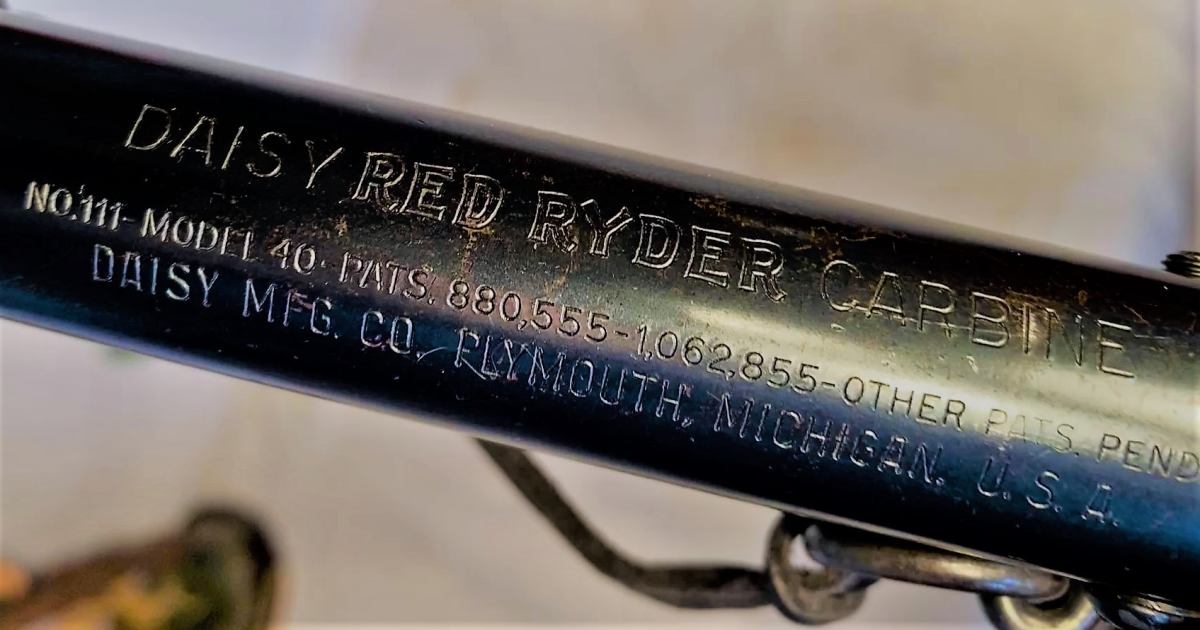 DAISY RED RYDER CARBINE
NO.111-MODEL 40. PATS. 880,555-1,062,855-OTHER PATS. PEND
DAISY MFG. CO. PLYMOUTH, MICHIGAN. U. S. A.